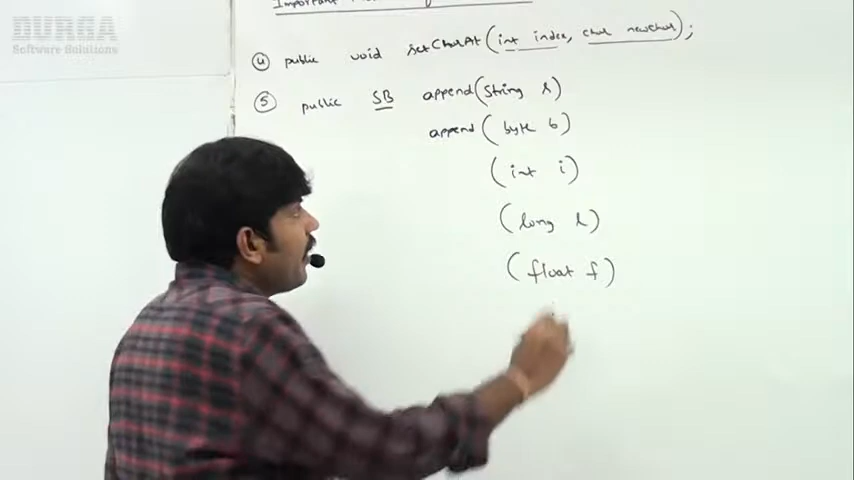 DURGA
Software Solutions
Important
④ public void setCharAt(int index, char newchar);
⑤ public SB append(String s)
append(byte b)
(int i)
(long l)
(float f)